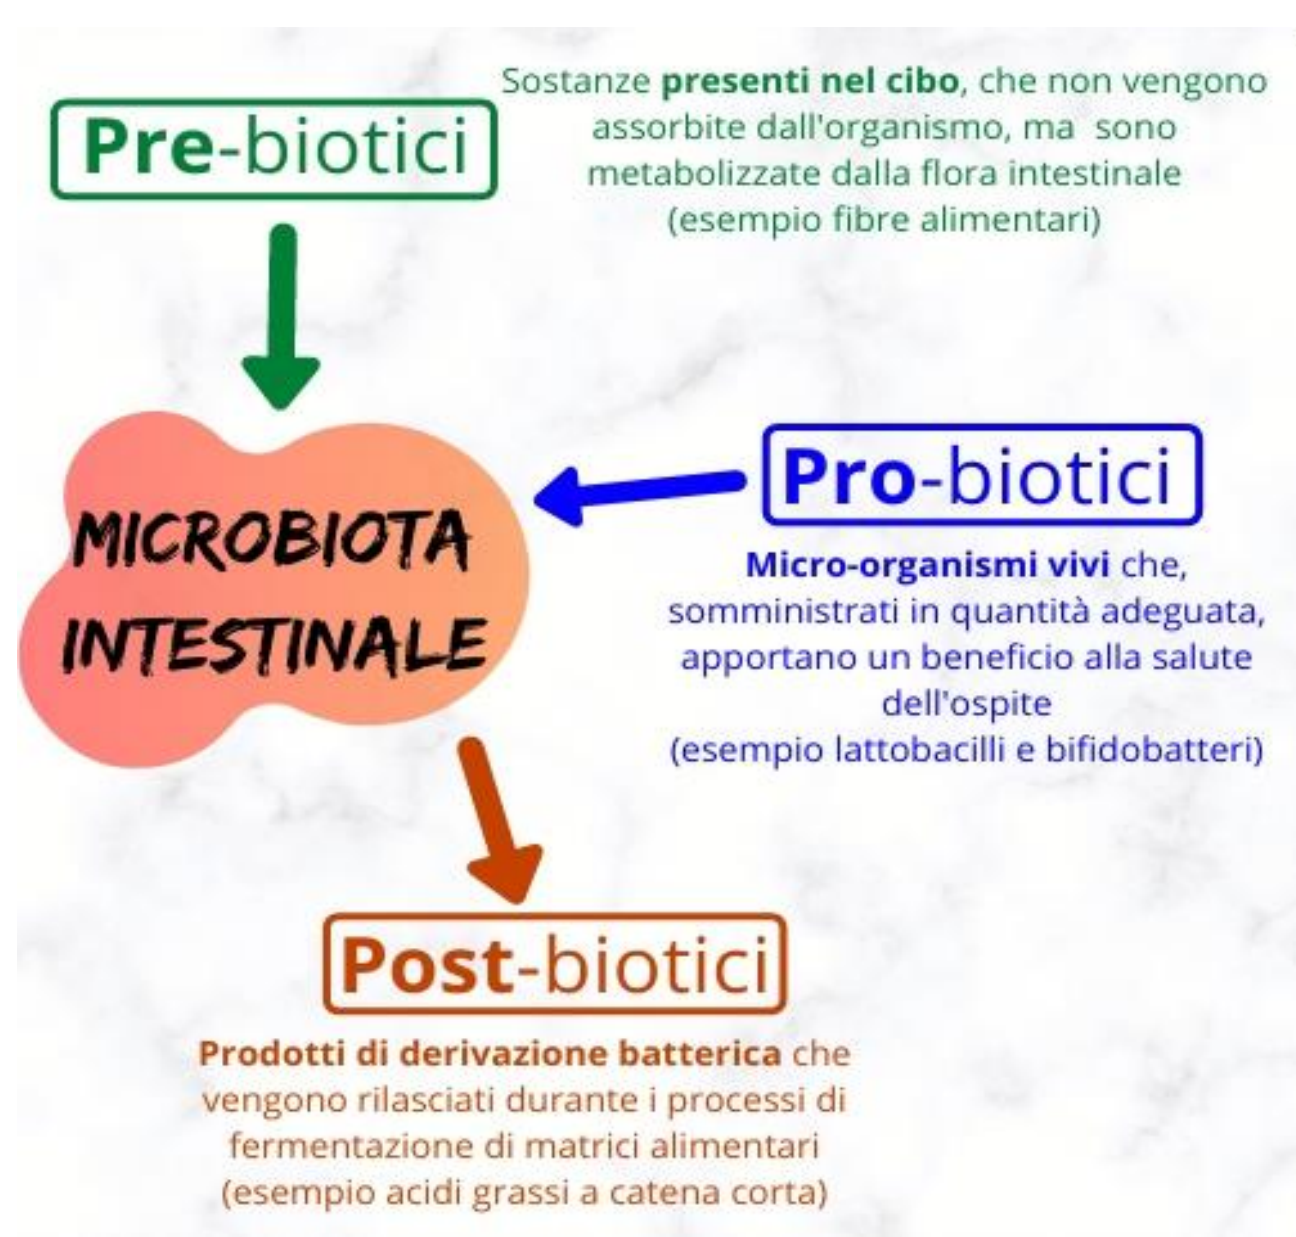 Pre-biotici
Sostanze presenti nel cibo, che non vengono
assorbite dall'organismo, ma sono
metabolizzate dalla flora intestinale
(esempio fibre alimentari)
MICROBIOTA
INTESTINALE
Pro-biotici
Micro-organismi vivi che,
somministrati in quantità adeguata,
apportano un beneficio alla salute
dell'ospite
(esempio lattobacilli e bifidobatteri)
Post-biotici
Prodotti di derivazione batterica che
vengono rilasciati durante i processi di
fermentazione di matrici alimentari
(esempio acidi grassi a catena corta)